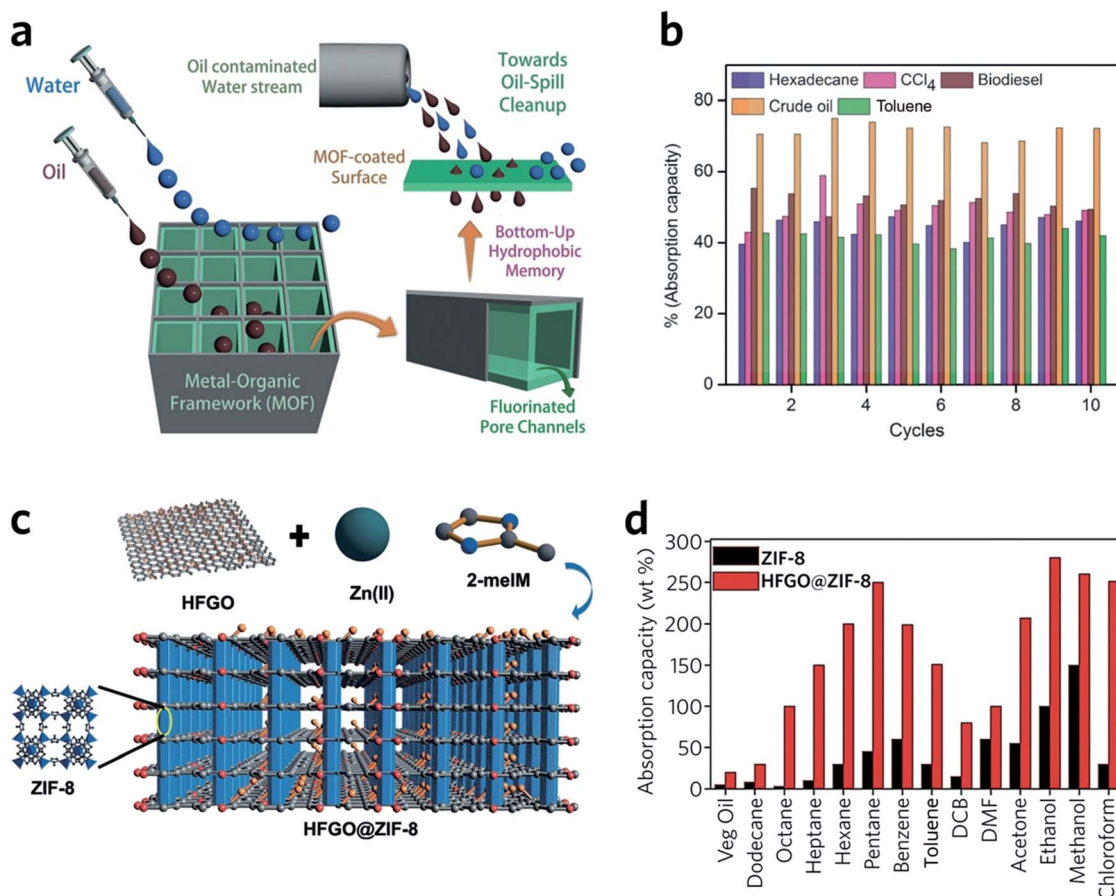 a
Water
Oil
Oil contaminated
Water stream
Towards
Oil-Spill
Cleanup
MOF-coated
Surface
Bottom-Up
Hydrophobic
Memory
Metal-Organic
Framework (MOF)
Fluorinated
Pore Channels
b
Hexadecane CCl4 Biodiesel
Crude oil Toluene
% (Absorption capacity)
80
60
40
20
0
2 4 6 8 10
Cycles
c
HFGO
+
Zn(II)
2-meIM
ZIF-8
HFGO@ZIF-8
d
ZIF-8
HFGO@ZIF-8
Absorption capacity (wt %)
300
250
200
150
100
50
0
Veg Oil
Dodecane
Octane
Heptane
Hexane
Pentane
Benzene
Toluene
DCB
DMF
Acetone
Ethanol
Methanol
Chloroform